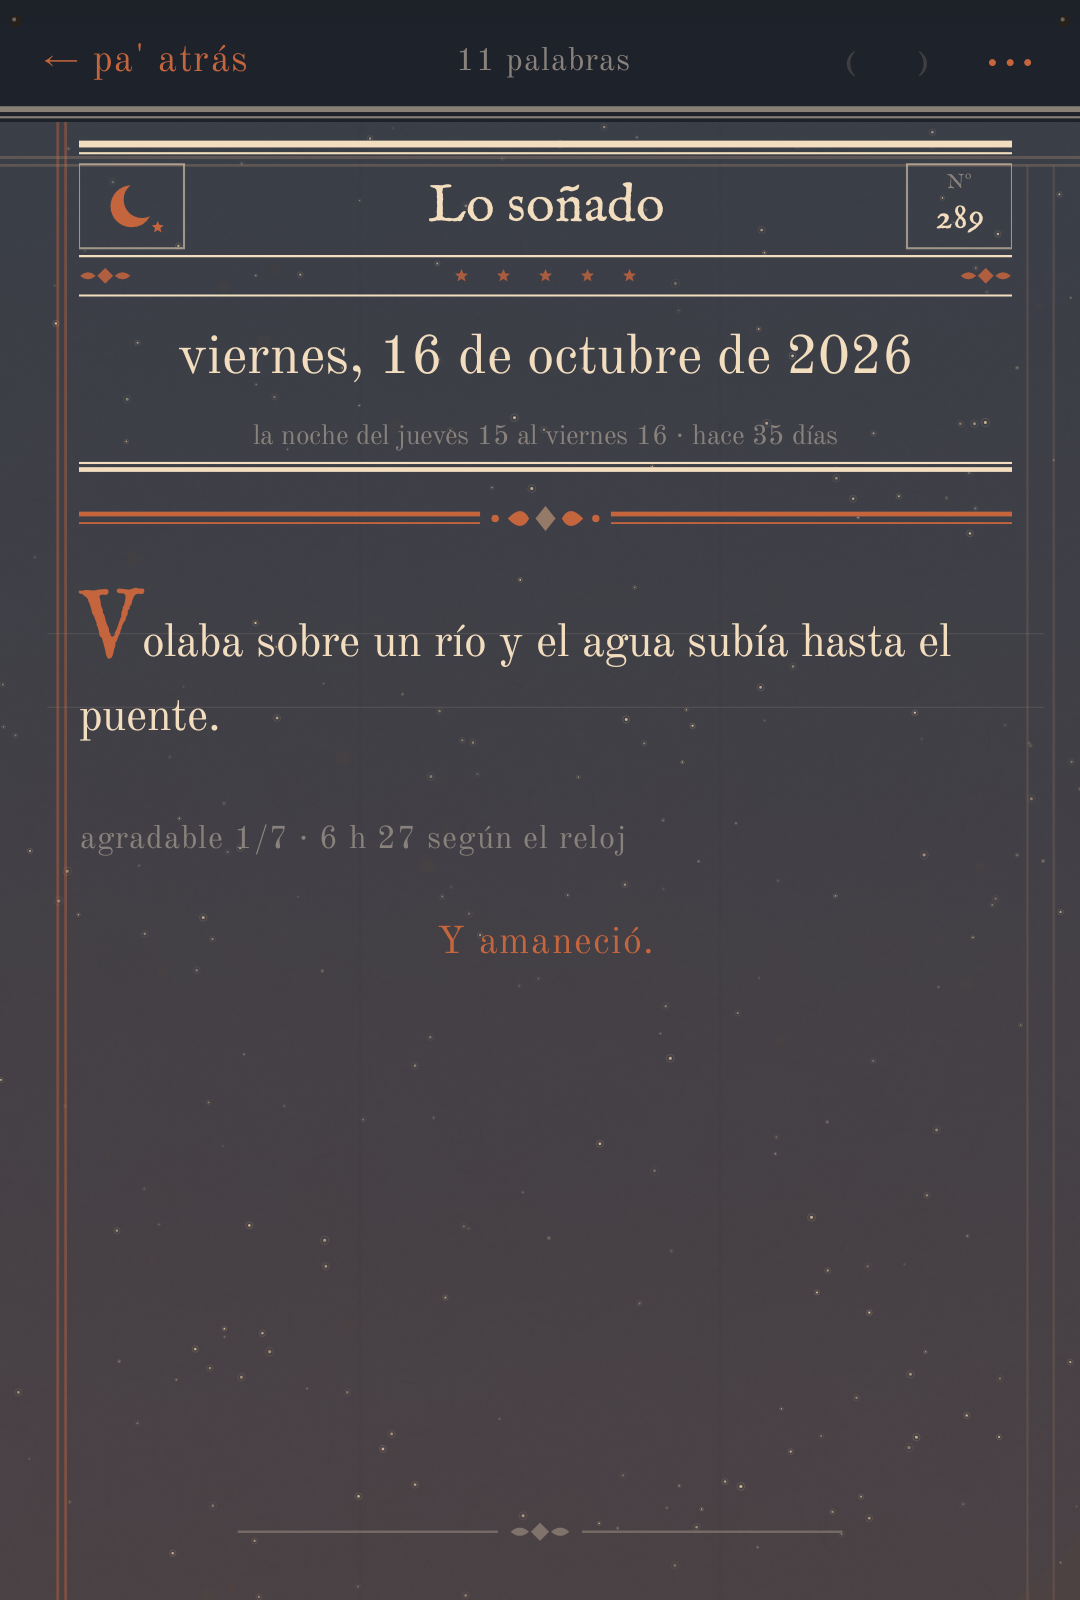 ← pa' atrás
11 palabras
( )
...
Lo soñado
Nº
289
viernes, 16 de octubre de 2026
la noche del jueves 15 al viernes 16 · hace 35 días
Volaba sobre un río y el agua subía hasta el
puente.
agradable 1/7 · 6 h 27 según el reloj
Y amaneció.